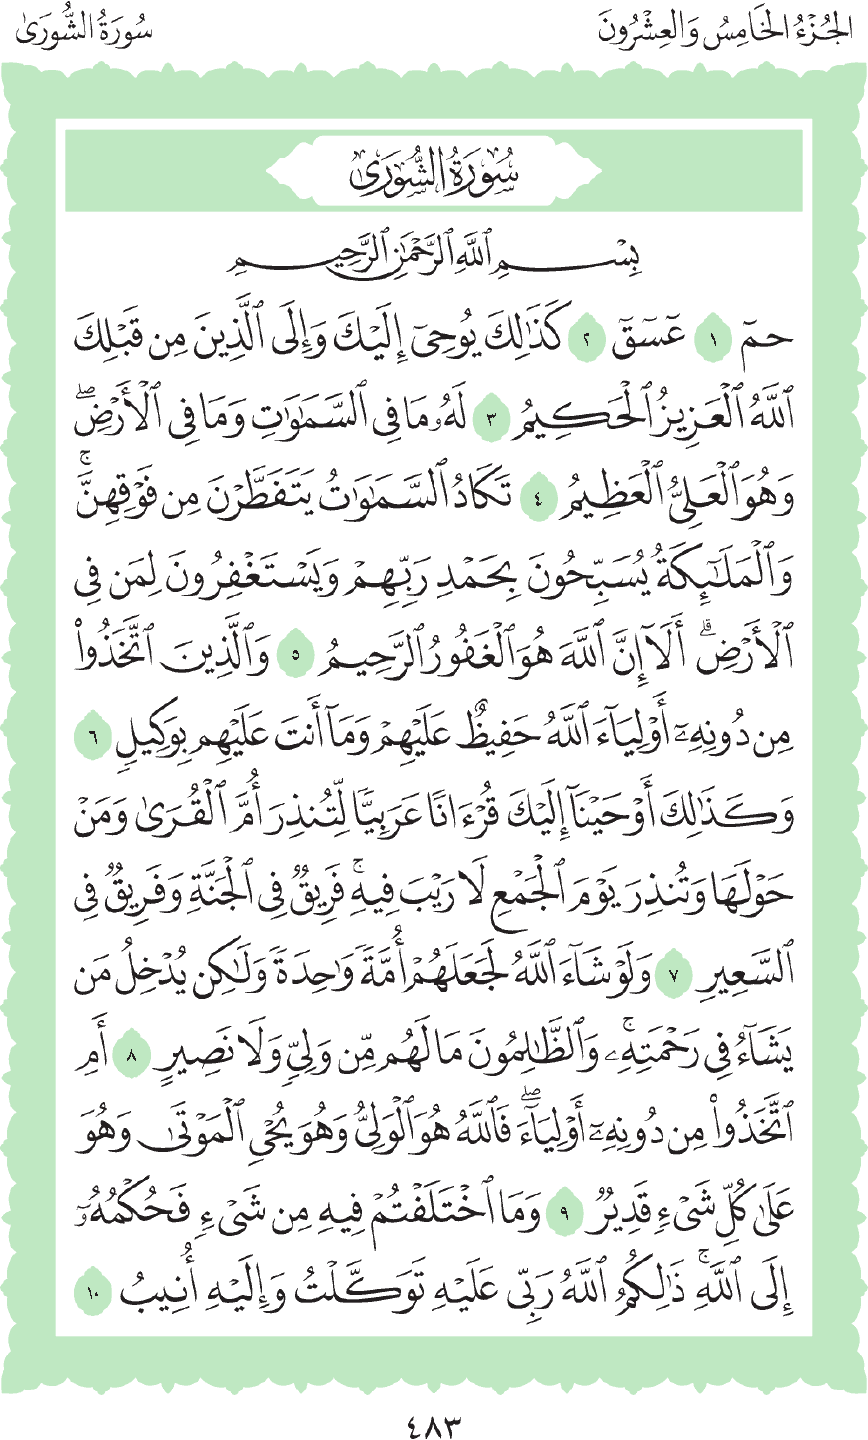 الجُزْءُ الخَامِسُ وَالعِشْرُونَ
سُورَةُ الشُّورَىٰ
سُورَةُ الشُّورَىٰ
بِسْمِ ٱللَّهِ ٱلرَّحْمَٰنِ ٱلرَّحِيمِ
حمٓ ١ عٓسٓقٓ ٢ كَذَٰلِكَ يُوحِىٓ إِلَيْكَ وَإِلَى ٱلَّذِينَ مِن قَبْلِكَ
ٱللَّهُ ٱلْعَزِيزُ ٱلْحَكِيمُ ٣ لَهُۥ مَا فِى ٱلسَّمَٰوَٰتِ وَمَا فِى ٱلْأَرْضِۖ
وَهُوَ ٱلْعَلِىُّ ٱلْعَظِيمُ ٤ تَكَادُ ٱلسَّمَٰوَٰتُ يَتَفَطَّرْنَ مِن فَوْقِهِنَّۚ
وَٱلْمَلَٰٓئِكَةُ يُسَبِّحُونَ بِحَمْدِ رَبِّهِمْ وَيَسْتَغْفِرُونَ لِمَن فِى
ٱلْأَرْضِۗ أَلَآ إِنَّ ٱللَّهَ هُوَ ٱلْغَفُورُ ٱلرَّحِيمُ ٥ وَٱلَّذِينَ ٱتَّخَذُوا۟
مِن دُونِهِۦٓ أَوْلِيَآءَ ٱللَّهُ حَفِيظٌ عَلَيْهِمْ وَمَآ أَنتَ عَلَيْهِم بِوَكِيلٍ ٦
وَكَذَٰلِكَ أَوْحَيْنَآ إِلَيْكَ قُرْءَانًا عَرَبِيًّا لِّتُنذِرَ أُمَّ ٱلْقُرَىٰ وَمَنْ
حَوْلَهَا وَتُنذِرَ يَوْمَ ٱلْجَمْعِ لَا رَيْبَ فِيهِۚ فَرِيقٌ فِى ٱلْجَنَّةِ وَفَرِيقٌ فِى
ٱلسَّعِيرِ ٧ وَلَوْ شَآءَ ٱللَّهُ لَجَعَلَهُمْ أُمَّةً وَٰحِدَةً وَلَٰكِن يُدْخِلُ مَن
يَشَآءُ فِى رَحْمَتِهِۦۚ وَٱلظَّٰلِمُونَ مَا لَهُم مِّن وَلِىٍّ وَلَا نَصِيرٍ ٨ أَمِ
ٱتَّخَذُوا۟ مِن دُونِهِۦٓ أَوْلِيَآءَۖ فَٱللَّهُ هُوَ ٱلْوَلِىُّ وَهُوَ يُحْىِ ٱلْمَوْتَىٰ وَهُوَ
عَلَىٰ كُلِّ شَىْءٍ قَدِيرٌ ٩ وَمَا ٱخْتَلَفْتُمْ فِيهِ مِن شَىْءٍ فَحُكْمُهُۥٓ
إِلَى ٱللَّهِۚ ذَٰلِكُمُ ٱللَّهُ رَبِّى عَلَيْهِ تَوَكَّلْتُ وَإِلَيْهِ أُنِيبُ ١٠
٤٨٣